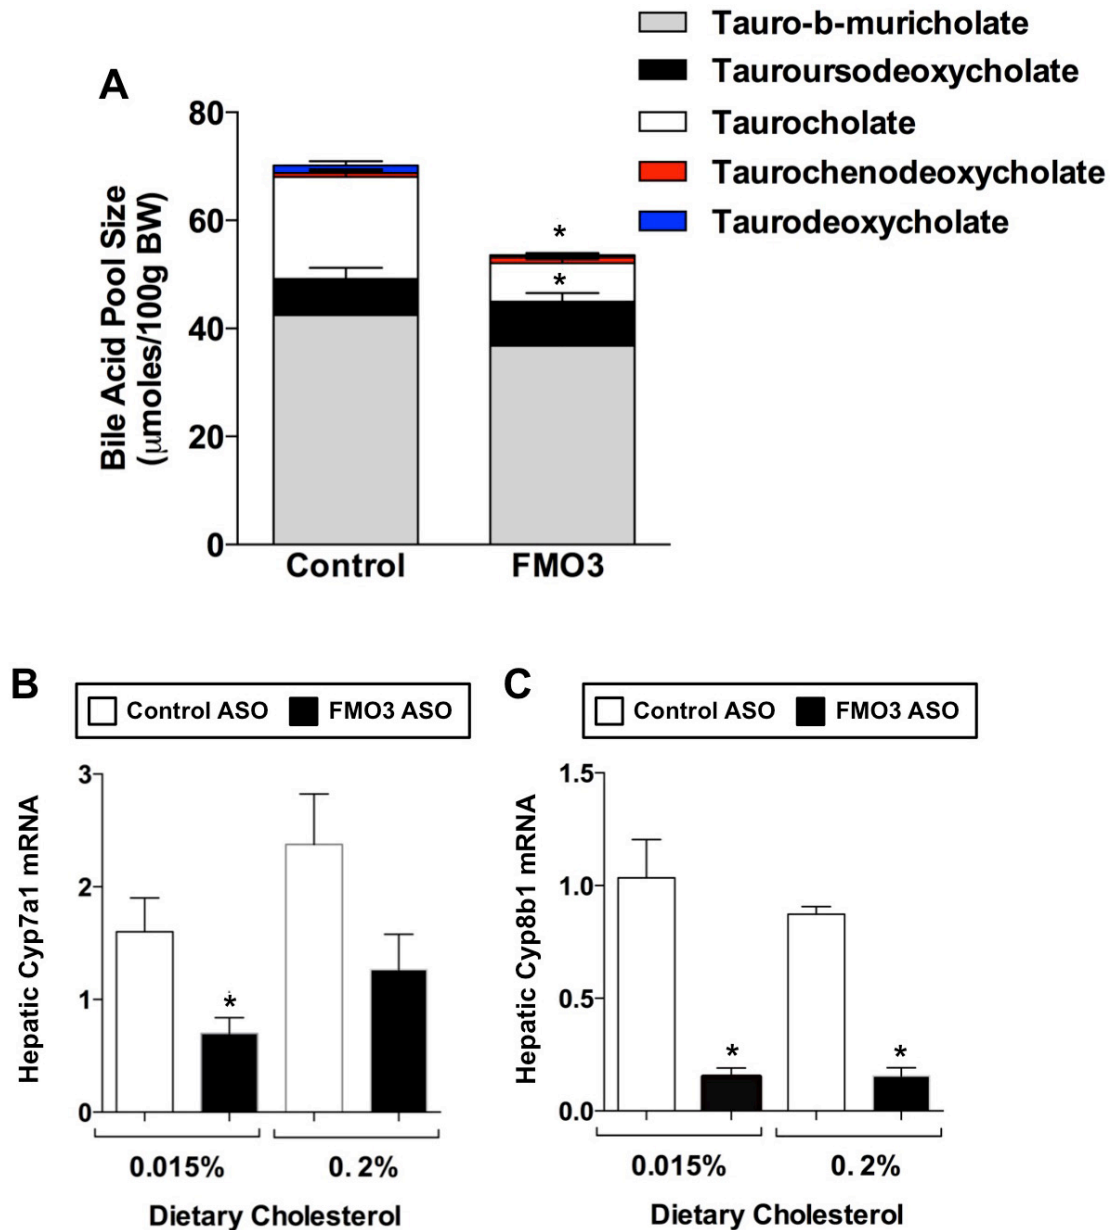 A
Tauro-b-muricholate
Tauroursodeoxycholate
Taurocholate
Taurochenodeoxycholate
Taurodeoxycholate
Bile Acid Pool Size
(μmoles/100g BW)
80
60
40
20
0
*
*
Control
FMO3
B
Control ASO
FMO3 ASO
Hepatic Cyp7a1 mRNA
3
2
1
0
*
0.015%
0.2%
Dietary Cholesterol
C
Control ASO
FMO3 ASO
Hepatic Cyp8b1 mRNA
1.5
1.0
0.5
0.0
*
*
0.015%
0.2%
Dietary Cholesterol